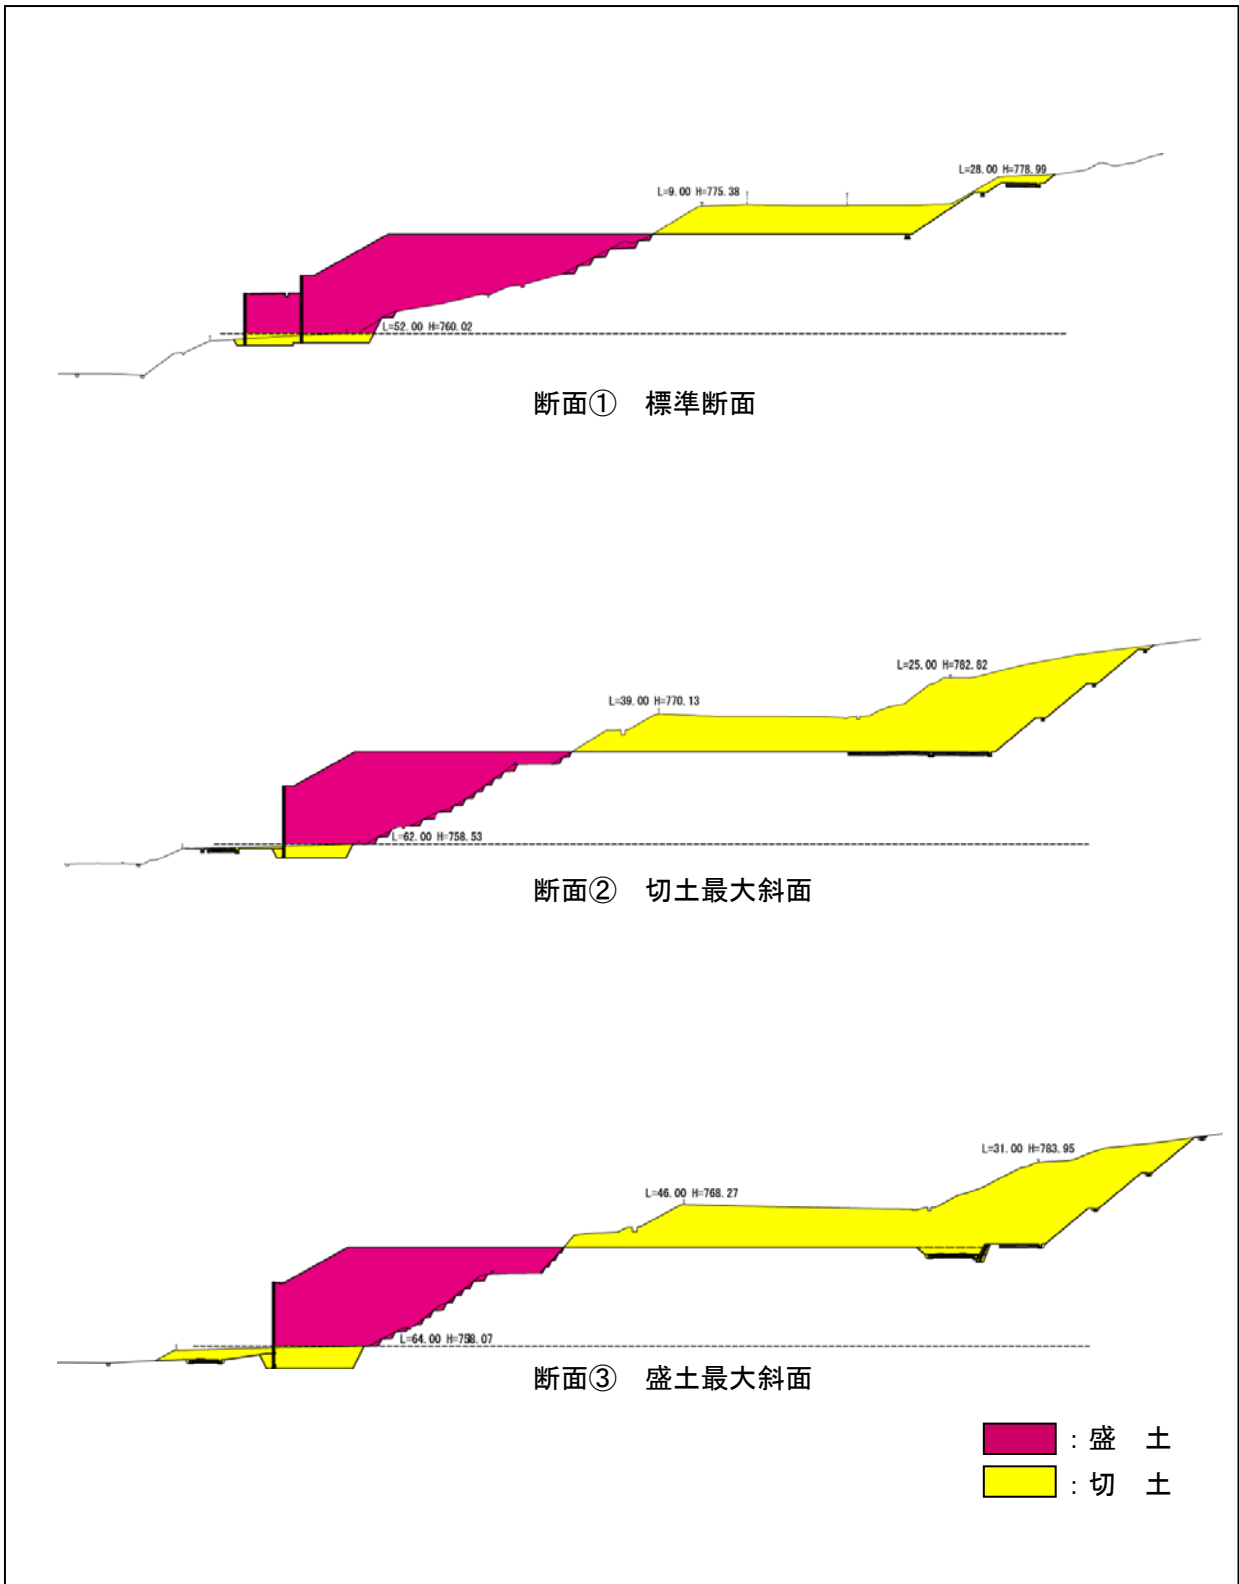 L=28.00 H=778.99
L=9.00 H=775.38
L=52.00 H=760.02
断面① 標準断面
L=25.00 H=782.82
L=39.00 H=770.13
L=62.00 H=758.53
断面② 切土最大斜面
L=31.00 H=783.95
L=46.00 H=768.27
L=64.00 H=758.07
断面③ 盛土最大斜面
：盛 土
：切 土